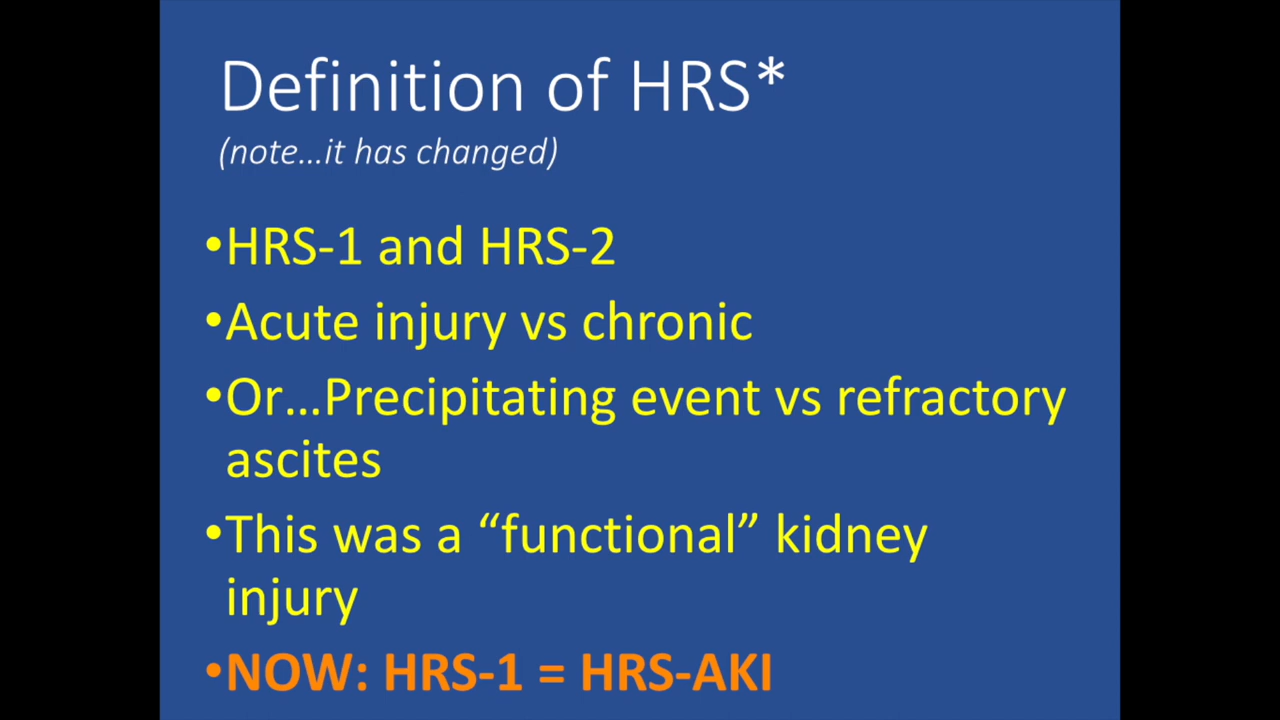 Definition of HRS*
(note...it has changed)
•HRS-1 and HRS-2
•Acute injury vs chronic
•Or...Precipitating event vs refractory
ascites
•This was a “functional” kidney
injury
•NOW: HRS-1 = HRS-AKI